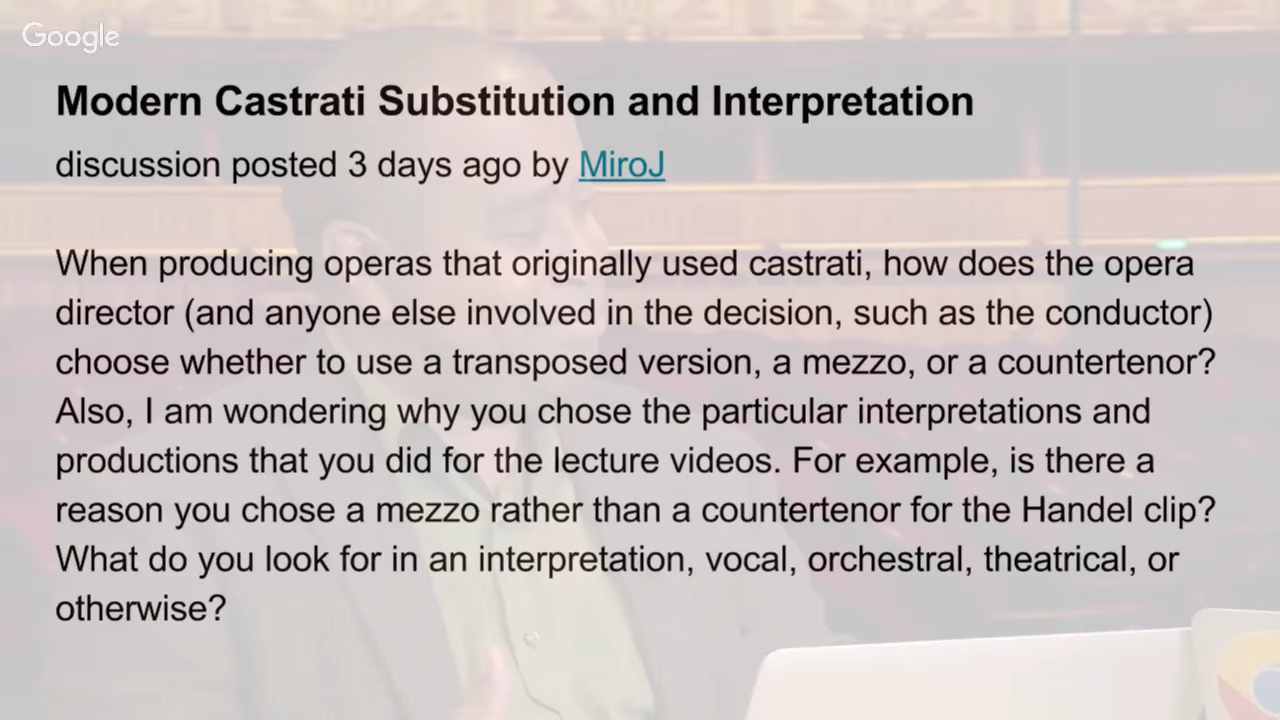 Google
Modern Castrati Substitution and Interpretation
discussion posted 3 days ago by MiroJ
When producing operas that originally used castrati, how does the opera
director (and anyone else involved in the decision, such as the conductor)
choose whether to use a transposed version, a mezzo, or a countertenor?
Also, I am wondering why you chose the particular interpretations and
productions that you did for the lecture videos. For example, is there a
reason you chose a mezzo rather than a countertenor for the Handel clip?
What do you look for in an interpretation, vocal, orchestral, theatrical, or
otherwise?